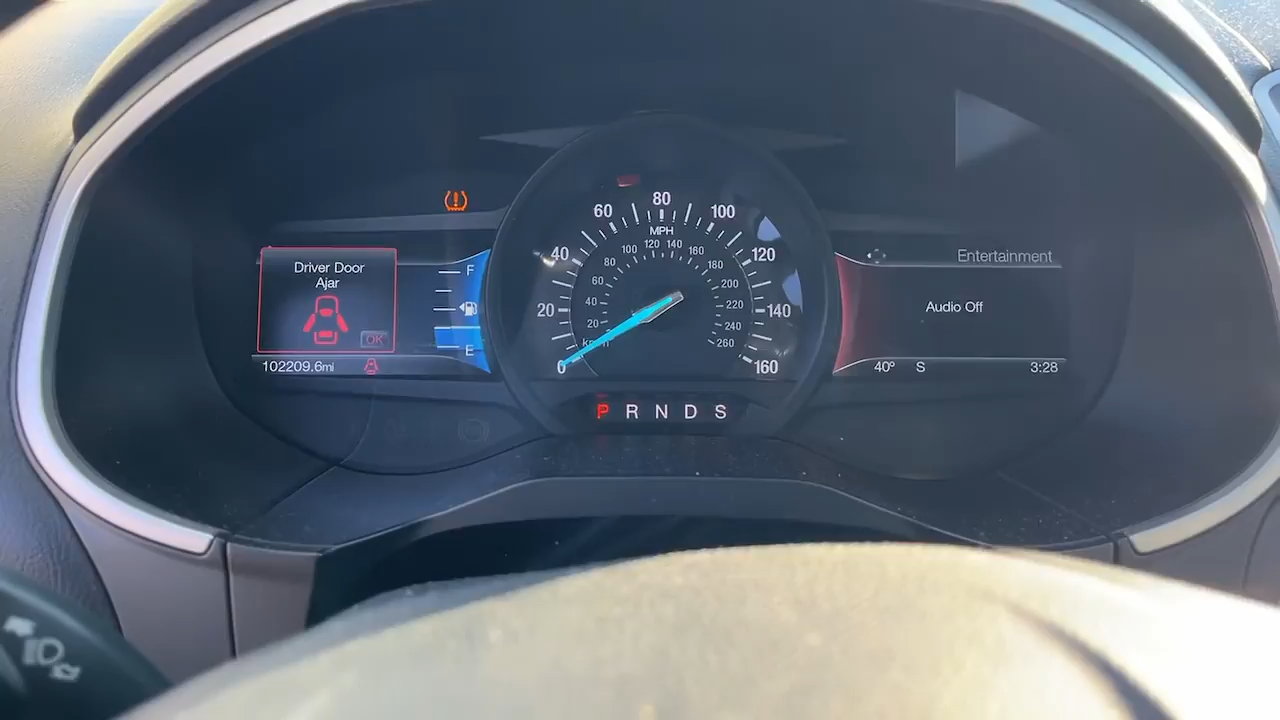 Driver Door
Ajar
OK
102209.6mi
F
E
0
20
40
60
80
100
120
140
160
MPH
20
40
60
80
100
120
140
160
180
200
220
240
260
P R N D S
Entertainment
Audio Off
40° S 3:28